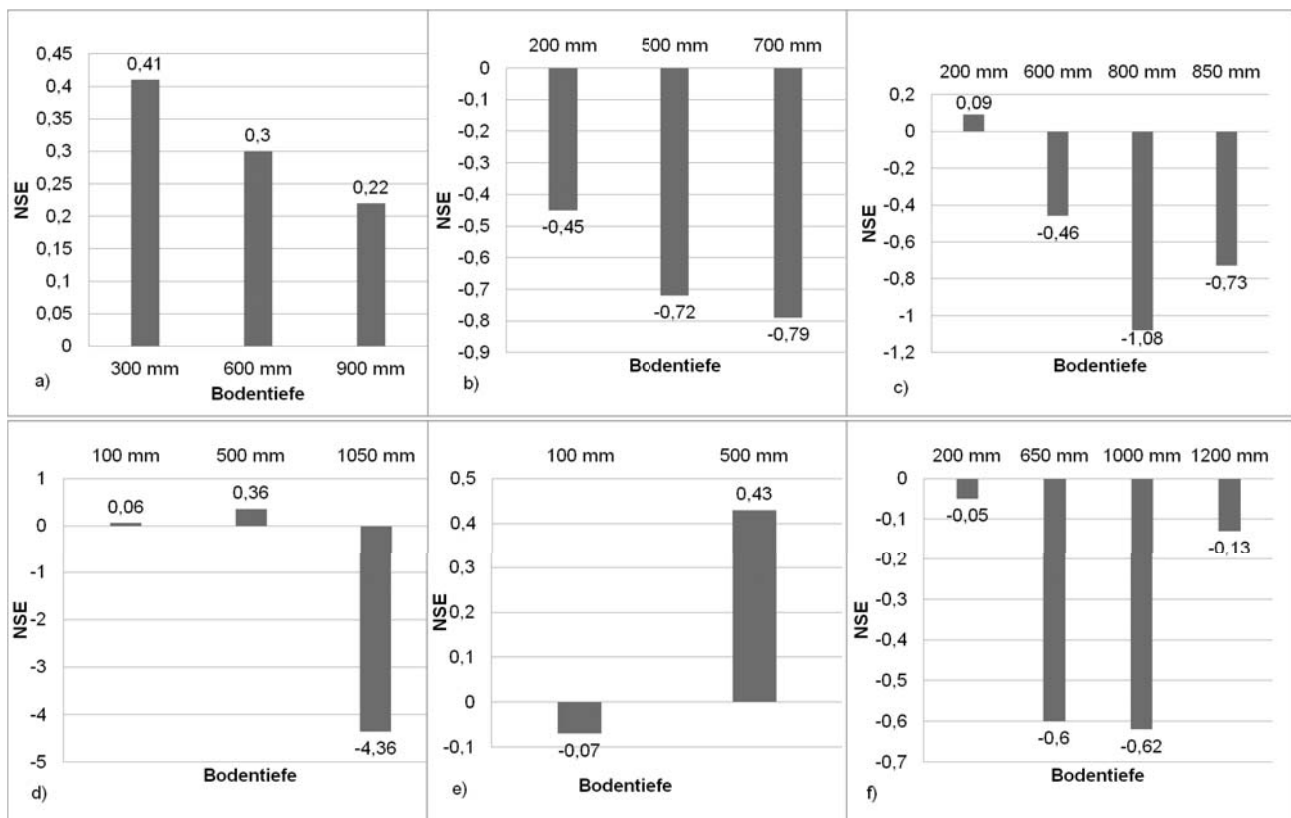 0,45
0,4
0,35
0,3
0,25
0,2
0,15
0,1
0,05
0
NSE
0,41
0,3
0,22
300 mm 600 mm 900 mm
Bodentiefe
a)
200 mm 500 mm 700 mm
0
-0,1
-0,2
-0,3
-0,4
-0,5
-0,6
-0,7
-0,8
-0,9
NSE
-0,45
-0,72
-0,79
Bodentiefe
b)
200 mm 600 mm 800 mm 850 mm
0,2
0
-0,2
-0,4
-0,6
-0,8
-1
-1,2
NSE
0,09
-0,46
-1,08
-0,73
Bodentiefe
c)
100 mm 500 mm 1050 mm
1
0
-1
-2
-3
-4
-5
NSE
0,06
0,36
-4,36
Bodentiefe
d)
100 mm 500 mm
0,5
0,4
0,3
0,2
0,1
0
-0,1
NSE
-0,07
0,43
Bodentiefe
e)
200 mm 650 mm 1000 mm 1200 mm
0
-0,1
-0,2
-0,3
-0,4
-0,5
-0,6
-0,7
NSE
-0,05
-0,6
-0,62
-0,13
Bodentiefe
f)